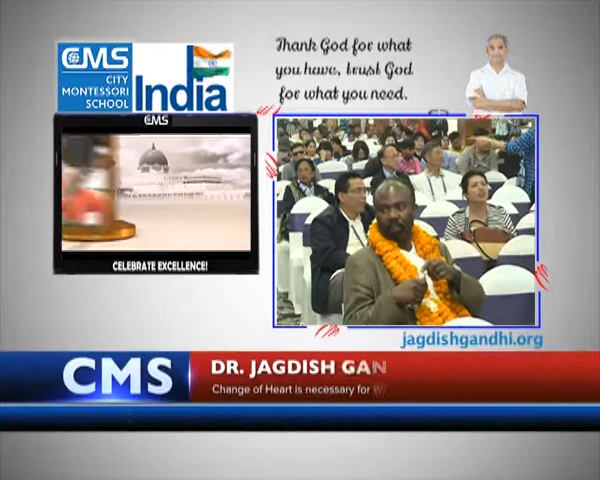 CMS
CITY
MONTESSORI
SCHOOL
India
Thank God for what
you have, trust God
for what you need.
CMS
CELEBRATE EXCELLENCE!
jagdishgandhi.org
CMS
DR. JAGDISH GAN
Change of Heart is necessary for W